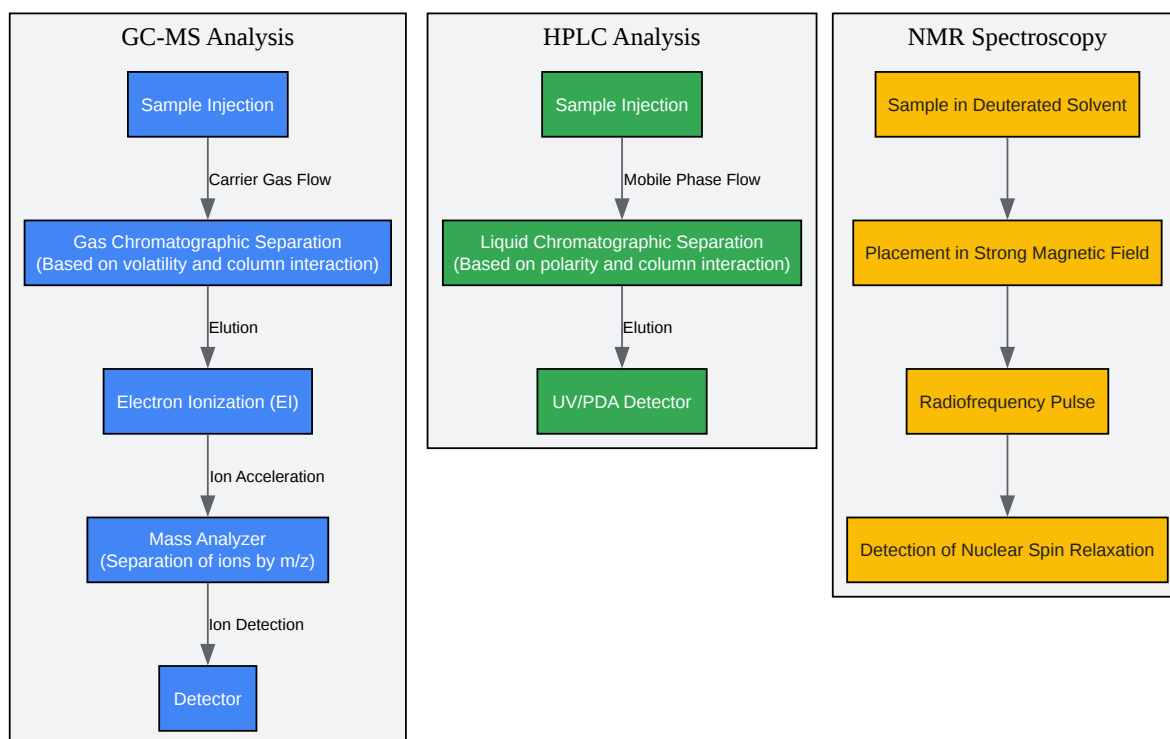 GC-MS Analysis
Sample Injection
Carrier Gas Flow
Gas Chromatographic Separation
(Based on volatility and column interaction)
Elution
Electron Ionization (EI)
Ion Acceleration
Mass Analyzer
(Separation of ions by m/z)
Ion Detection
Detector
HPLC Analysis
Sample Injection
Mobile Phase Flow
Liquid Chromatographic Separation
(Based on polarity and column interaction)
Elution
UV/PDA Detector
NMR Spectroscopy
Sample in Deuterated Solvent
Placement in Strong Magnetic Field
Radiofrequency Pulse
Detection of Nuclear Spin Relaxation